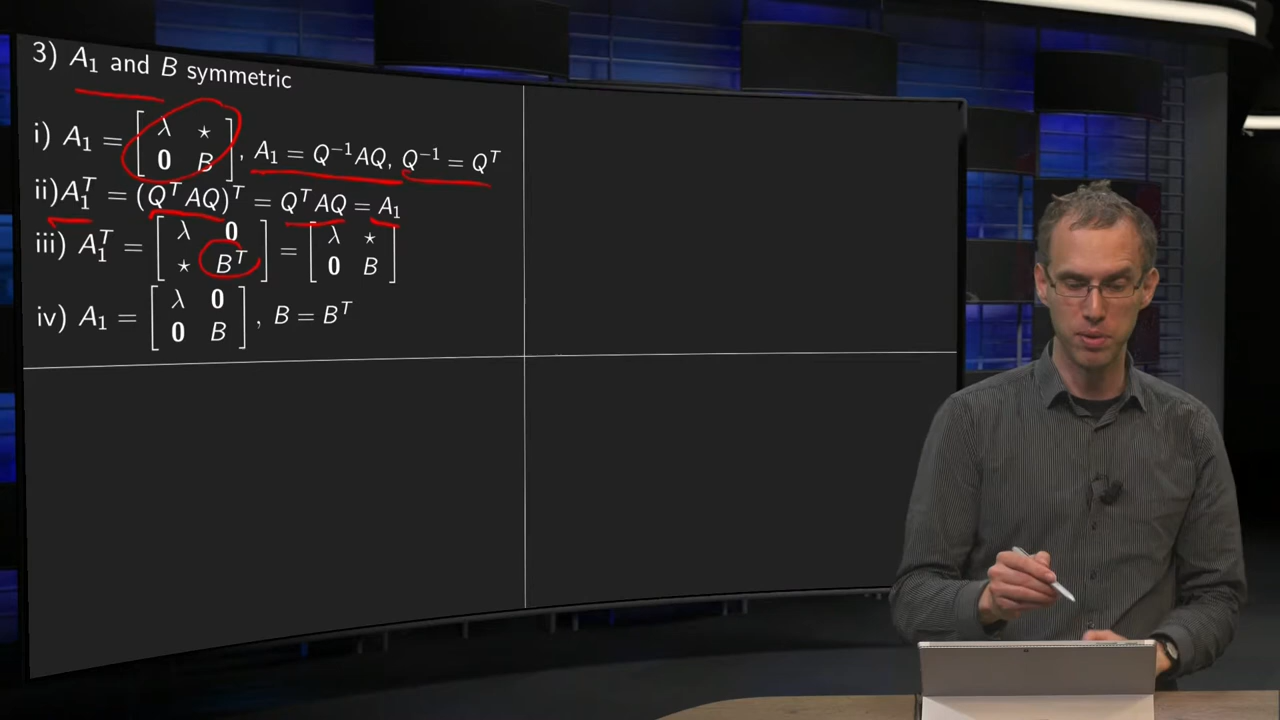 3) A₁ and B symmetric
i) A₁ = [ λ ⋆ ; 0 B ], A₁ = Q⁻¹AQ, Q⁻¹ = Qᵀ
ii) A₁ᵀ = (QᵀAQ)ᵀ = QᵀAQ = A₁
iii) A₁ᵀ = [ λ 0 ; ⋆ Bᵀ ] = [ λ ⋆ ; 0 B ]
iv) A₁ = [ λ 0 ; 0 B ], B = Bᵀ